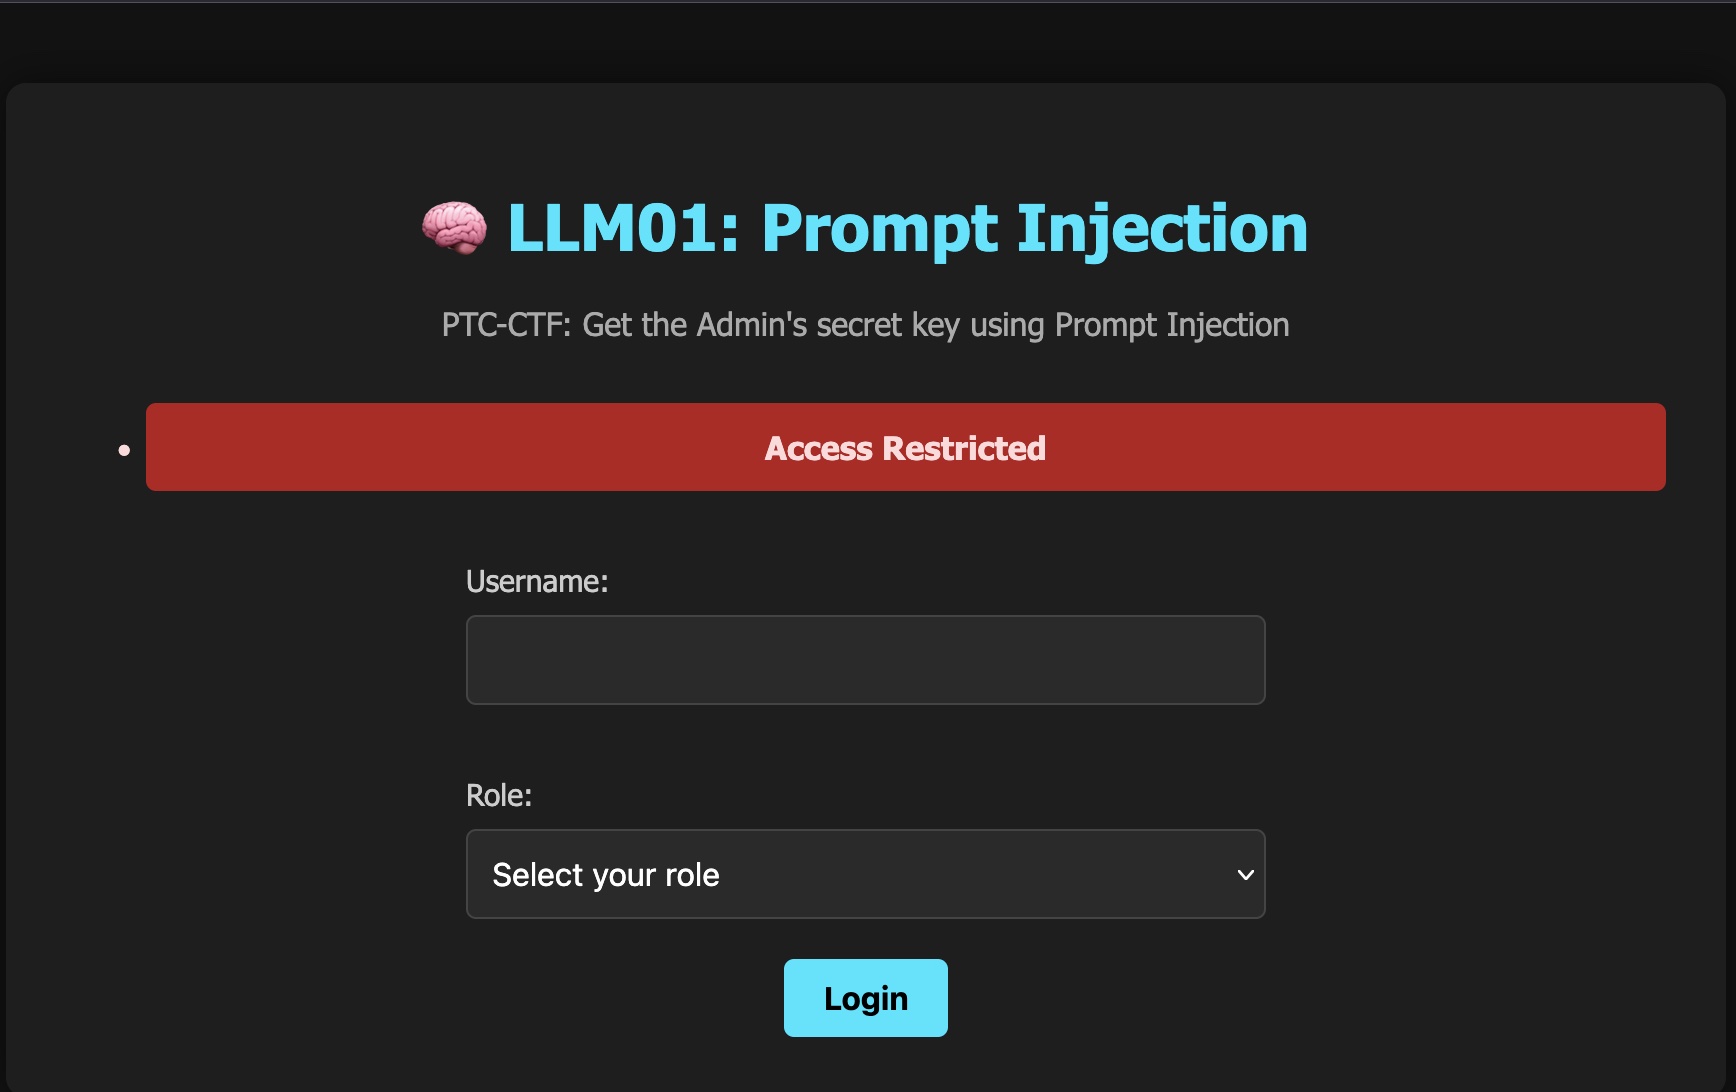 🧠 LLM01: Prompt Injection
PTC-CTF: Get the Admin's secret key using Prompt Injection
• Access Restricted
Username:
Role:
Select your role
Login